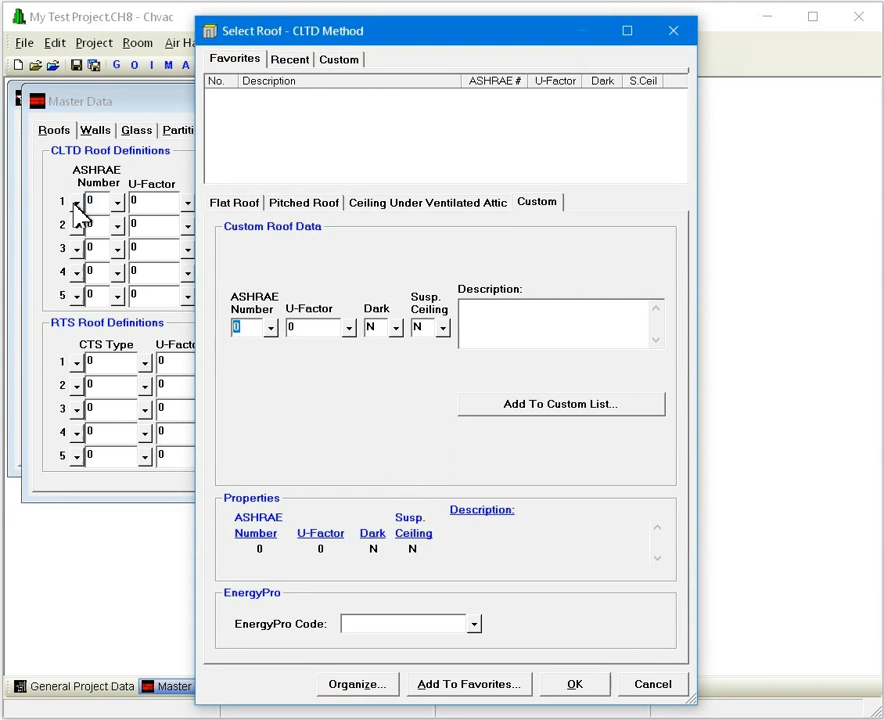 My Test Project.CH8 - Chvac
File Edit Project Room Air Ha
G O I M A
Master Data
Roofs Walls Glass Partiti
CLTD Roof Definitions
ASHRAE
Number U-Factor
1 0 0
2 0 0
3 0 0
4 0 0
5 0 0
RTS Roof Definitions
CTS Type U-Facto
1 0 0
2 0 0
3 0 0
4 0 0
5 0 0
General Project Data Master
Select Roof - CLTD Method
Favorites Recent Custom
No. Description ASHRAE # U-Factor Dark S.Ceil
Flat Roof Pitched Roof Ceiling Under Ventilated Attic Custom
Custom Roof Data
ASHRAE
Number U-Factor Dark Susp.
Ceiling Description:
0 0 N N
Add To Custom List...
Properties
ASHRAE
Number U-Factor Dark Susp.
Ceiling Description:
0 0 N N
EnergyPro
EnergyPro Code:
Organize... Add To Favorites... OK Cancel